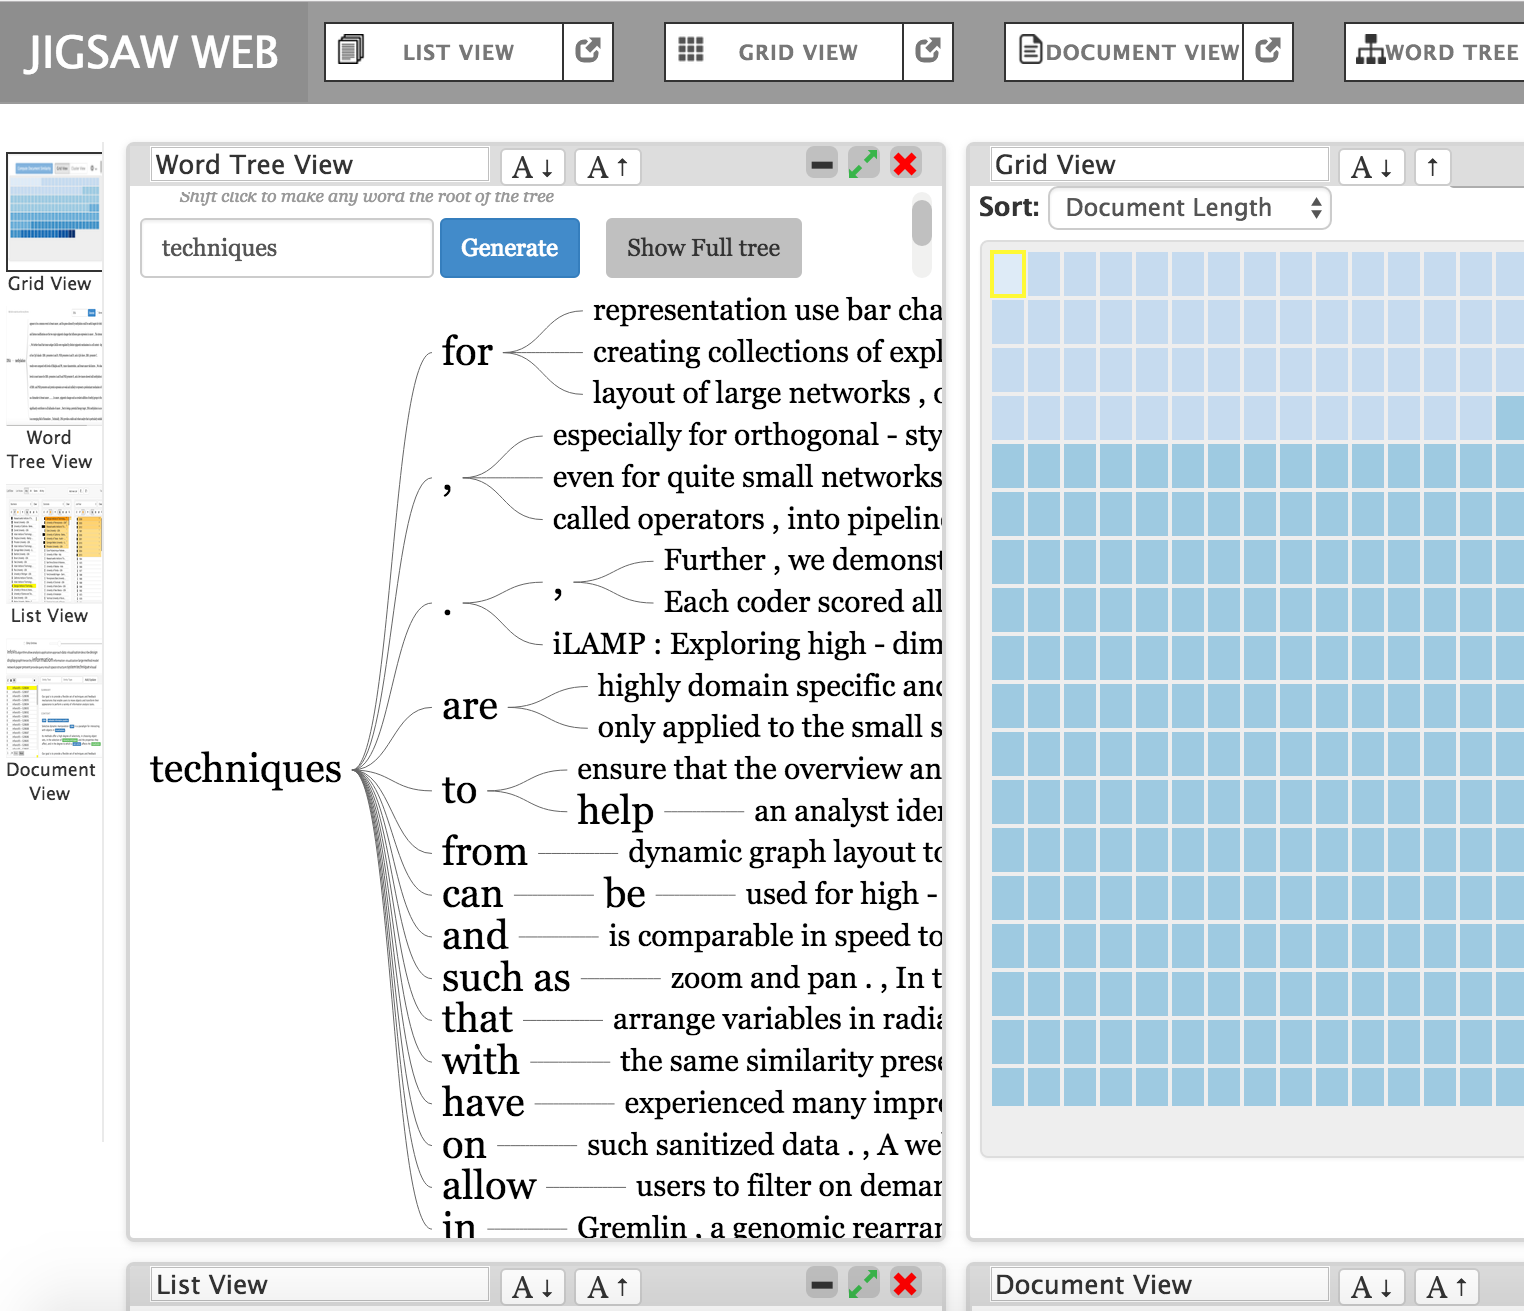 JIGSAW WEB
LIST VIEW
GRID VIEW
DOCUMENT VIEW
WORD TREE
Grid View
Word
Tree View
List View
Document
View
Word Tree View
A↓
A↑
Shift click to make any word the root of the tree
techniques
Generate
Show Full tree
techniques
for
representation use bar cha
creating collections of expl
layout of large networks , c
,
especially for orthogonal - sty
even for quite small networks
called operators , into pipelin
.
,
Further , we demonst
Each coder scored all
iLAMP : Exploring high - dim
are
highly domain specific and
only applied to the small s
to
ensure that the overview an
help
an analyst iden
from
dynamic graph layout to
can
be
used for high -
and
is comparable in speed to
such as
zoom and pan . , In t
that
arrange variables in radia
with
the same similarity prese
have
experienced many impro
on
such sanitized data . , A we
allow
users to filter on deman
in
Gremlin , a genomic rearran
Grid View
A↓
↑
Sort:
Document Length
List View
A↓
A↑
Document View
A↓
A↑